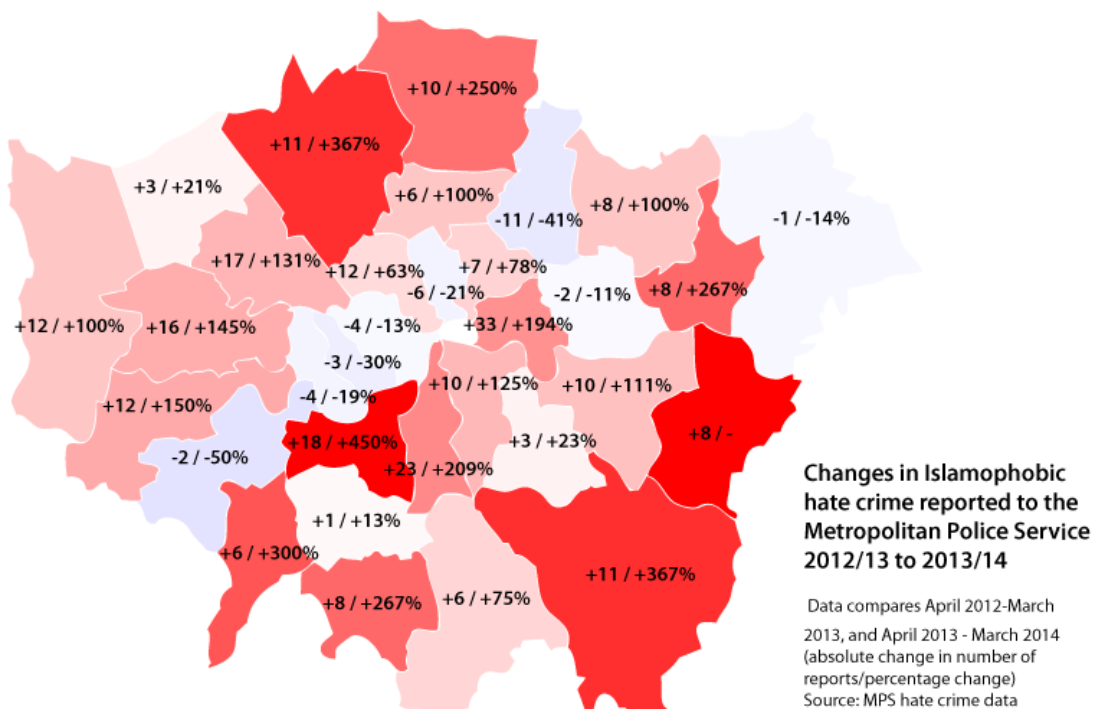 +10 / +250%
+11 / +367%
+3 / +21%
+6 / +100%
-11 / -41%
+8 / +100%
-1 / -14%
+17 / +131%
+12 / +63%
+7 / +78%
-6 / -21%
-2 / -11%
+8 / +267%
+12 / +100%
+16 / +145%
-4 / -13%
+33 / +194%
-3 / -30%
+10 / +125%
+10 / +111%
-4 / -19%
+12 / +150%
+18 / +450%
+3 / +23%
+8 / -
-2 / -50%
+23 / +209%
+1 / +13%
+6 / +300%
+11 / +367%
+8 / +267%
+6 / +75%
Changes in Islamophobic
hate crime reported to the
Metropolitan Police Service
2012/13 to 2013/14
Data compares April 2012-March
2013, and April 2013 - March 2014
(absolute change in number of
reports/percentage change)
Source: MPS hate crime data